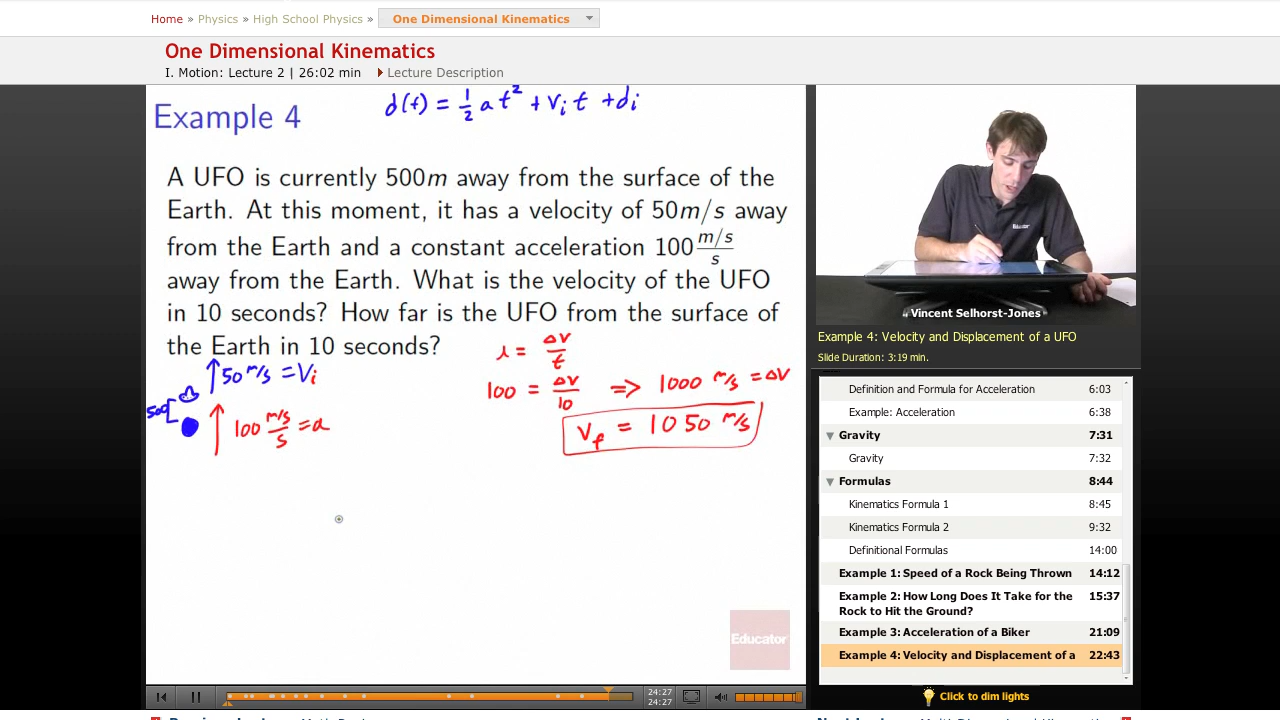 Home » Physics » High School Physics » One Dimensional Kinematics
One Dimensional Kinematics
I. Motion: Lecture 2 | 26:02 min Lecture Description
Example 4
d(t) = 1/2 a t² + vi t + di
A UFO is currently 500m away from the surface of the
Earth. At this moment, it has a velocity of 50m/s away
from the Earth and a constant acceleration 100 m/s/s
away from the Earth. What is the velocity of the UFO
in 10 seconds? How far is the UFO from the surface of
the Earth in 10 seconds?
50 m/s = Vi
500
100 m/s/s = a
a = ΔV/t
100 = ΔV/10 => 1000 m/s = ΔV
Vf = 1050 m/s
Educator
24:27
24:27
Educator
Vincent Selhorst-Jones
Example 4: Velocity and Displacement of a UFO
Slide Duration: 3:19 min.
Definition and Formula for Acceleration 6:03
Example: Acceleration 6:38
Gravity 7:31
Gravity 7:32
Formulas 8:44
Kinematics Formula 1 8:45
Kinematics Formula 2 9:32
Definitional Formulas 14:00
Example 1: Speed of a Rock Being Thrown 14:12
Example 2: How Long Does It Take for the 15:37
Rock to Hit the Ground?
Example 3: Acceleration of a Biker 21:09
Example 4: Velocity and Displacement of a 22:43
Click to dim lights